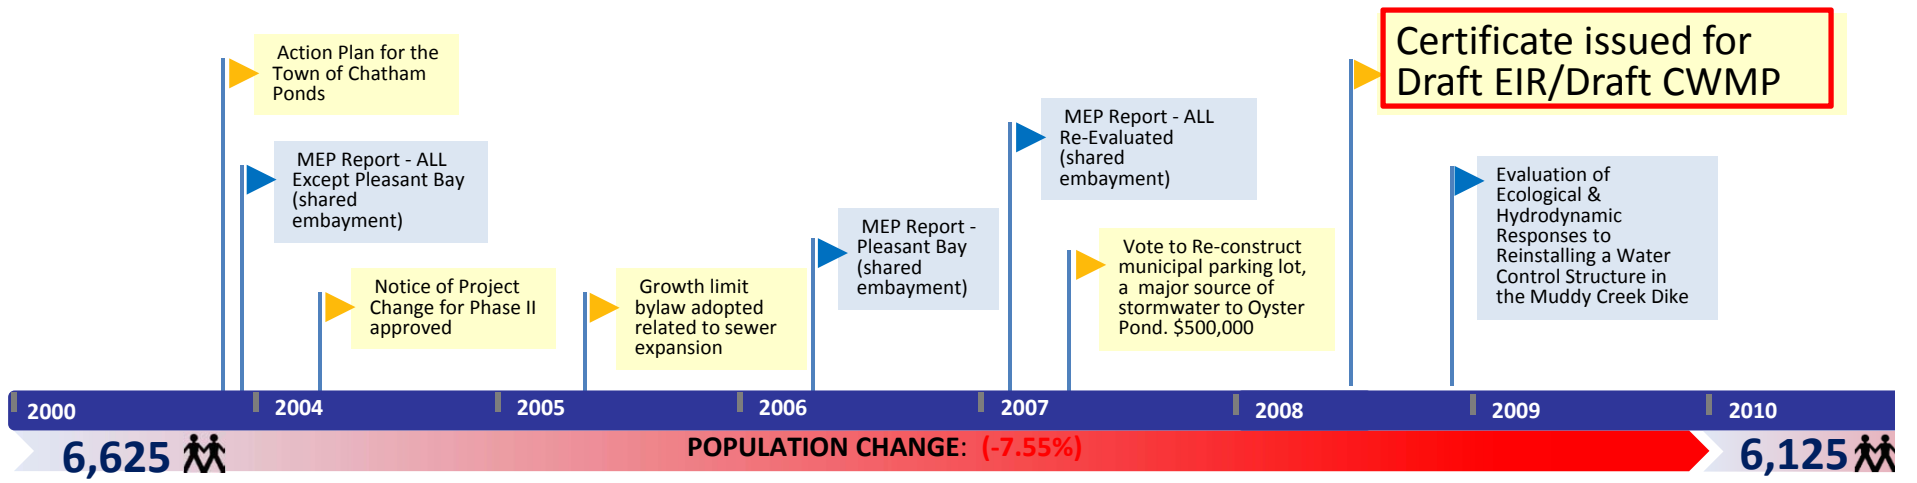 Action Plan for the
Town of Chatham
Ponds
MEP Report - ALL
Except Pleasant Bay
(shared
embayment)
Notice of Project
Change for Phase II
approved
Growth limit
bylaw adopted
related to sewer
expansion
MEP Report -
Pleasant Bay
(shared
embayment)
MEP Report - ALL
Re-Evaluated
(shared
embayment)
Vote to Re-construct
municipal parking lot,
a major source of
stormwater to Oyster
Pond. $500,000
Certificate issued for
Draft EIR/Draft CWMP
Evaluation of
Ecological &
Hydrodynamic
Responses to
Reinstalling a Water
Control Structure in
the Muddy Creek Dike
2000 2004 2005 2006 2007 2008 2009 2010
6,625 POPULATION CHANGE: (-7.55%) 6,125